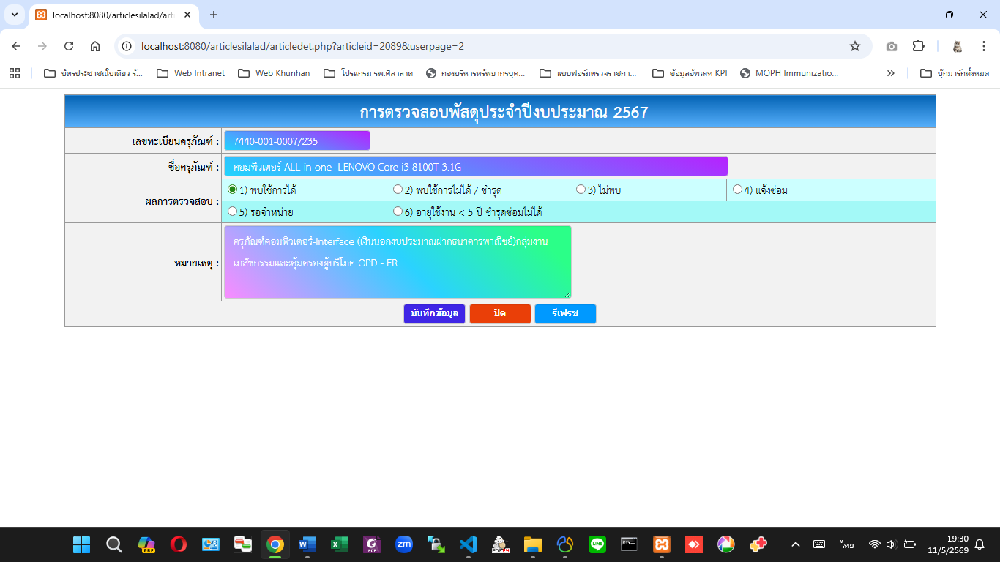 localhost:8080/articlesilalad/arti
localhost:8080/articlesilalad/articledet.php?articleid=2089&userpage=2
บัตรประชาชนใบเดียว รั... Web Intranet Web Khunhan โปรแกรม รพ.ศิลาลาด กองบริหารทรัพยากรบุค... แบบฟอร์มตรวจราชกา... ข้อมูลอัพเดท KPI MOPH Immunizatio... บุ๊กมาร์กทั้งหมด
การตรวจสอบพัสดุประจำปีงบประมาณ 2567
เลขทะเบียนครุภัณฑ์ : 7440-001-0007/235
ชื่อครุภัณฑ์ : คอมพิวเตอร์ ALL in one LENOVO Core i3-8100T 3.1G
ผลการตรวจสอบ :
1) พบใช้การได้ 2) พบใช้การไม่ได้ / ชำรุด 3) ไม่พบ 4) แจ้งซ่อม
5) รอจำหน่าย 6) อายุใช้งาน < 5 ปี ชำรุดซ่อมไม่ได้
หมายเหตุ :
ครุภัณฑ์คอมพิวเตอร์-Interface (เงินนอกงบประมาณฝากธนาคารพาณิชย์)กลุ่มงาน
เภสัชกรรมและคุ้มครองผู้บริโภค OPD - ER
บันทึกข้อมูล ปิด รีเฟรช
PRE zm PDF24 LINE ไทย 19:30
11/5/2569